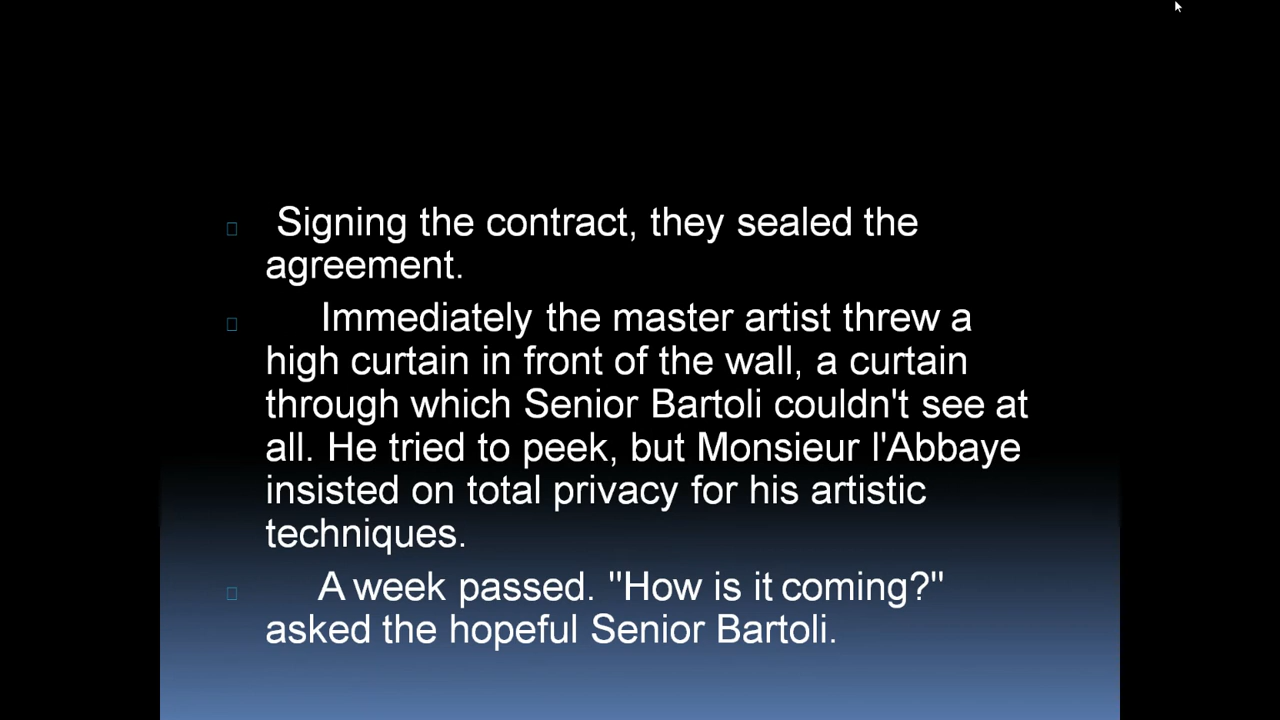 Signing the contract, they sealed the
agreement.
Immediately the master artist threw a
high curtain in front of the wall, a curtain
through which Senior Bartoli couldn't see at
all. He tried to peek, but Monsieur l'Abbaye
insisted on total privacy for his artistic
techniques.
A week passed. "How is it coming?"
asked the hopeful Senior Bartoli.